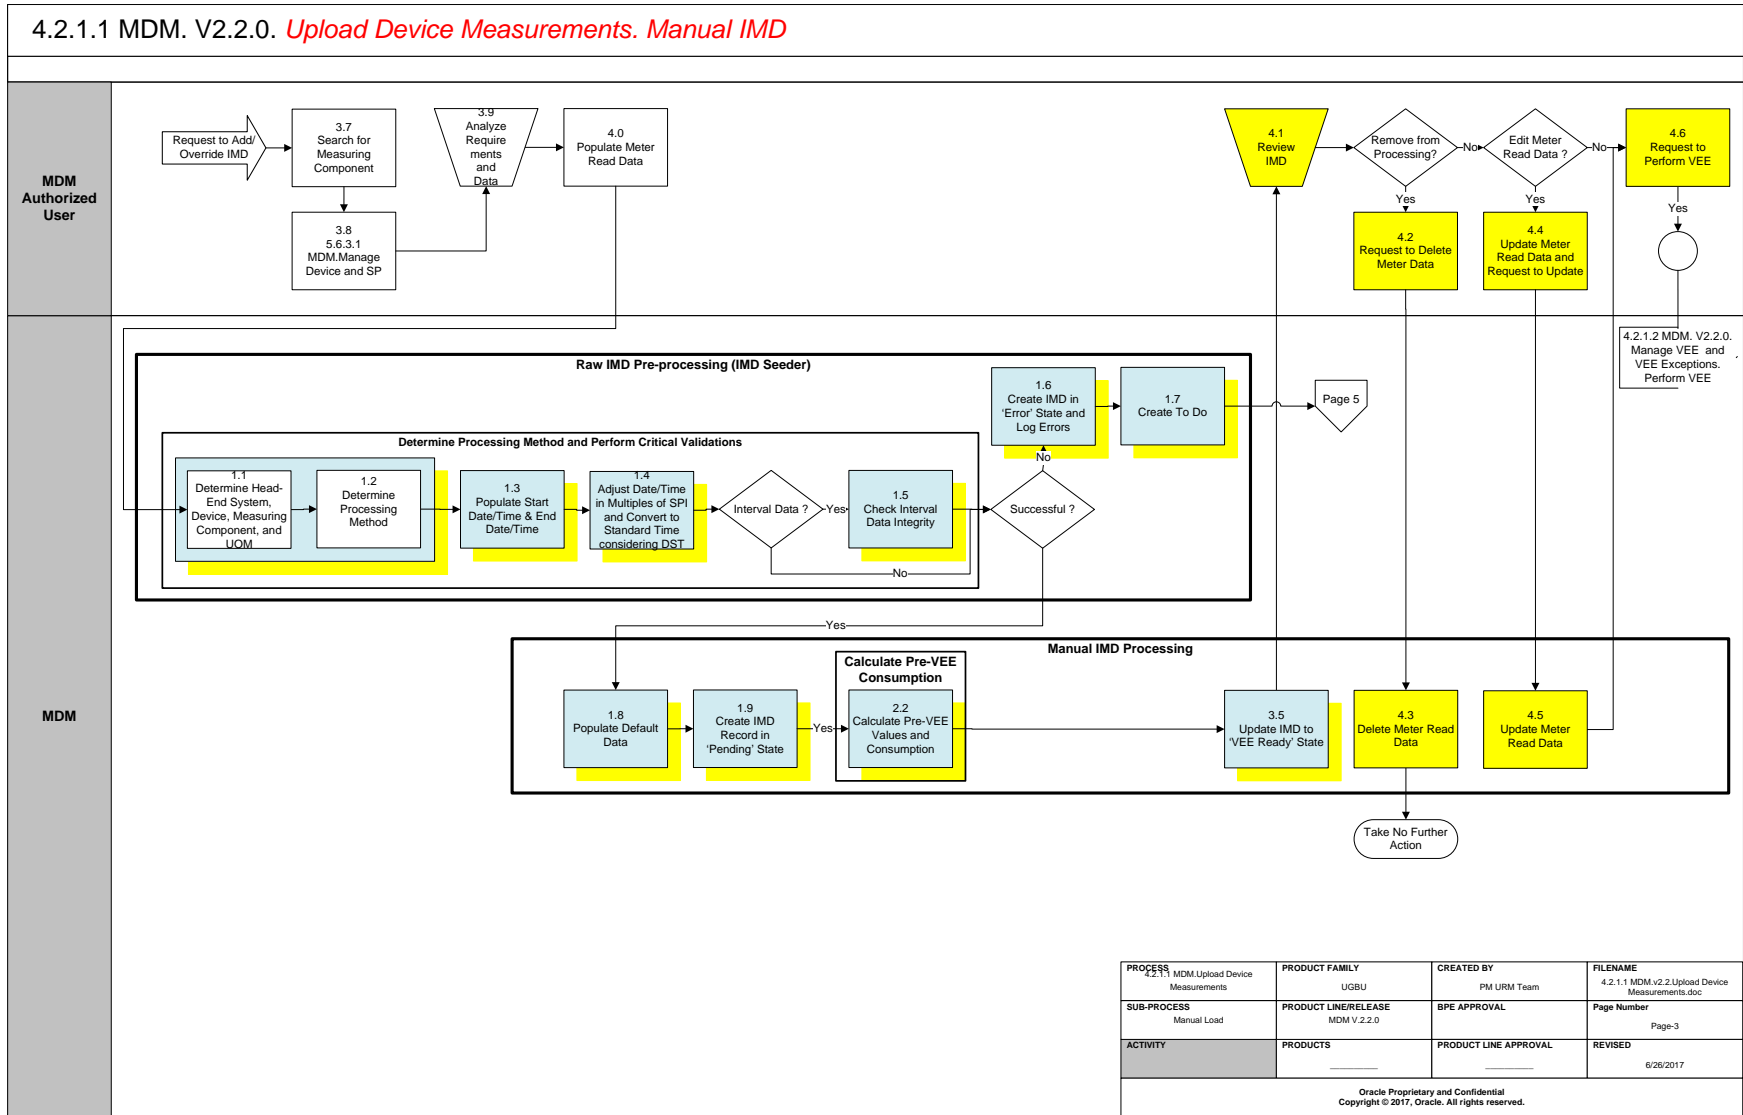 4.2.1.1 MDM. V2.2.0. Upload Device Measurements. Manual IMD
MDM
Authorized
User
Request to Add/
Override IMD
3.7
Search for
Measuring
Component
3.8
5.6.3.1
MDM.Manage
Device and SP
3.9
Analyze
Require
ments
and
Data
4.0
Populate Meter
Read Data
4.1
Review
IMD
Remove from
Processing?
No
Edit Meter
Read Data ?
No
4.6
Request to
Perform VEE
Yes
Yes
Yes
4.2
Request to Delete
Meter Data
4.4
Update Meter
Read Data and
Request to Update
4.2.1.2 MDM. V2.2.0.
Manage VEE and
VEE Exceptions.
Perform VEE
MDM
Raw IMD Pre-processing (IMD Seeder)
1.6
Create IMD in
‘Error’ State and
Log Errors
1.7
Create To Do
Page 5
Determine Processing Method and Perform Critical Validations
No
1.1
Determine Head-
End System,
Device, Measuring
Component, and
UOM
1.2
Determine
Processing
Method
1.3
Populate Start
Date/Time & End
Date/Time
1.4
Adjust Date/Time
in Multiples of SPI
and Convert to
Standard Time
considering DST
Interval Data ?
Yes
1.5
Check Interval
Data Integrity
Successful ?
No
Yes
Manual IMD Processing
Calculate Pre-VEE
Consumption
1.8
Populate Default
Data
1.9
Create IMD
Record in
‘Pending’ State
Yes
2.2
Calculate Pre-VEE
Values and
Consumption
3.5
Update IMD to
‘VEE Ready’ State
4.3
Delete Meter Read
Data
4.5
Update Meter
Read Data
Take No Further
Action
PROCESS
4.2.1.1 MDM.Upload Device
Measurements
PRODUCT FAMILY
UGBU
CREATED BY
PM URM Team
FILENAME
4.2.1.1 MDM.v2.2.Upload Device
Measurements.doc
SUB-PROCESS
Manual Load
PRODUCT LINE/RELEASE
MDM V.2.2.0
BPE APPROVAL
Page Number
Page-3
ACTIVITY
PRODUCTS
PRODUCT LINE APPROVAL
REVISED
6/26/2017
Oracle Proprietary and Confidential
Copyright © 2017, Oracle. All rights reserved.